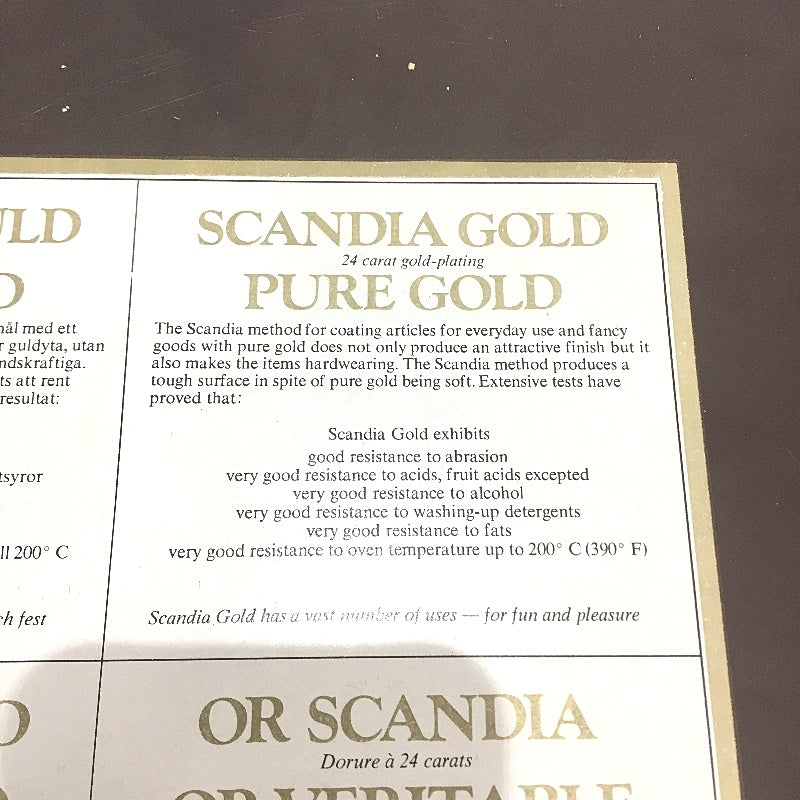 ULD
D
mål med ett
r guldyta, utan
ndskraftiga.
ts att rent
resultat:
tsyror
ll 200° C
ch fest
SCANDIA GOLD
24 carat gold-plating
PURE GOLD
The Scandia method for coating articles for everyday use and fancy
goods with pure gold does not only produce an attractive finish but it
also makes the items hardwearing. The Scandia method produces a
tough surface in spite of pure gold being soft. Extensive tests have
proved that:
Scandia Gold exhibits
good resistance to abrasion
very good resistance to acids, fruit acids excepted
very good resistance to alcohol
very good resistance to washing-up detergents
very good resistance to fats
very good resistance to oven temperature up to 200° C (390° F)
Scandia Gold has a vast number of uses — for fun and pleasure
D
OR SCANDIA
Dorure à 24 carats
OR VERITABLE